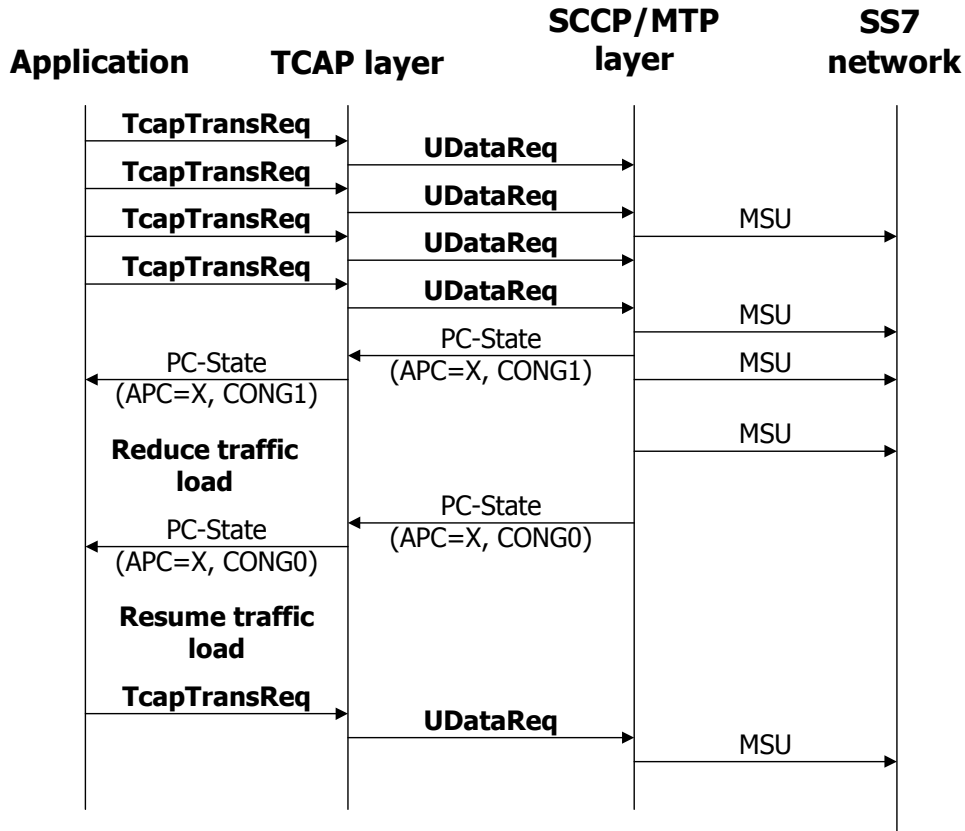 Application TCAP layer SCCP/MTP layer SS7 network
TcapTransReq
UDataReq
TcapTransReq
UDataReq
TcapTransReq
MSU
UDataReq
TcapTransReq
UDataReq
MSU
PC-State
(APC=X, CONG1)
PC-State
(APC=X, CONG1)
MSU
MSU
Reduce traffic
load
PC-State
(APC=X, CONG0)
PC-State
(APC=X, CONG0)
Resume traffic
load
TcapTransReq
UDataReq
MSU